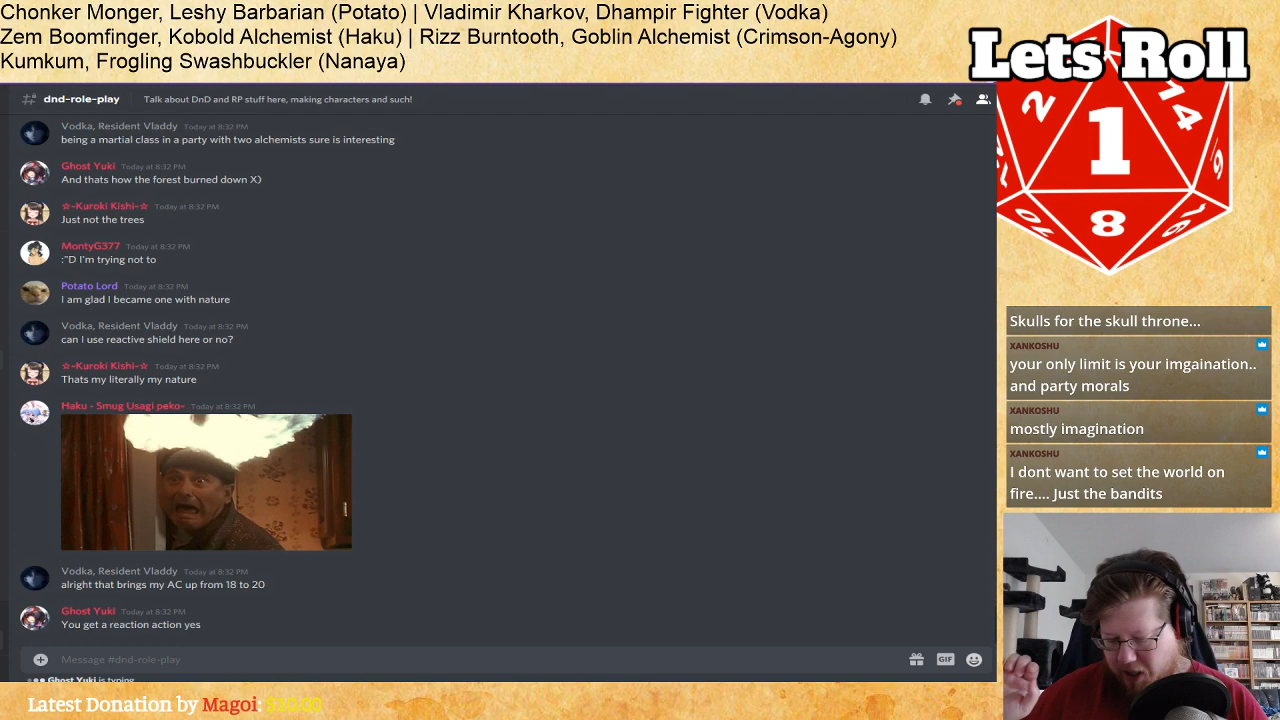 Chonker Monger, Leshy Barbarian (Potato) | Vladimir Kharkov, Dhampir Fighter (Vodka)
Zem Boomfinger, Kobold Alchemist (Haku) | Rizz Burntooth, Goblin Alchemist (Crimson-Agony)
Kumkum, Frogling Swashbuckler (Nanaya)
Lets Roll
2
14
1
8
20
16
dnd-role-play Talk about DnD and RP stuff here, making characters and such!
Vodka, Resident Vladdy Today at 8:32 PM
being a martial class in a party with two alchemists sure is interesting
Ghost Yuki Today at 8:32 PM
And thats how the forest burned down X)
☆~Kuroki Kishi~☆ Today at 8:32 PM
Just not the trees
MontyG377 Today at 8:32 PM
:"D I'm trying not to
Potato Lord Today at 8:32 PM
I am glad I became one with nature
Vodka, Resident Vladdy Today at 8:32 PM
can I use reactive shield here or no?
☆~Kuroki Kishi~☆ Today at 8:32 PM
Thats my literally my nature
Haku - Smug Usagi peko~ Today at 8:32 PM
Vodka, Resident Vladdy Today at 8:32 PM
alright that brings my AC up from 18 to 20
Ghost Yuki Today at 8:32 PM
You get a reaction action yes
Message #dnd-role-play
GIF
Ghost Yuki is typing
Skulls for the skull throne...
XANKOSHU
your only limit is your imgaination..
and party morals
XANKOSHU
mostly imagination
XANKOSHU
I dont want to set the world on
fire.... Just the bandits
Latest Donation by Magoi: $10.00